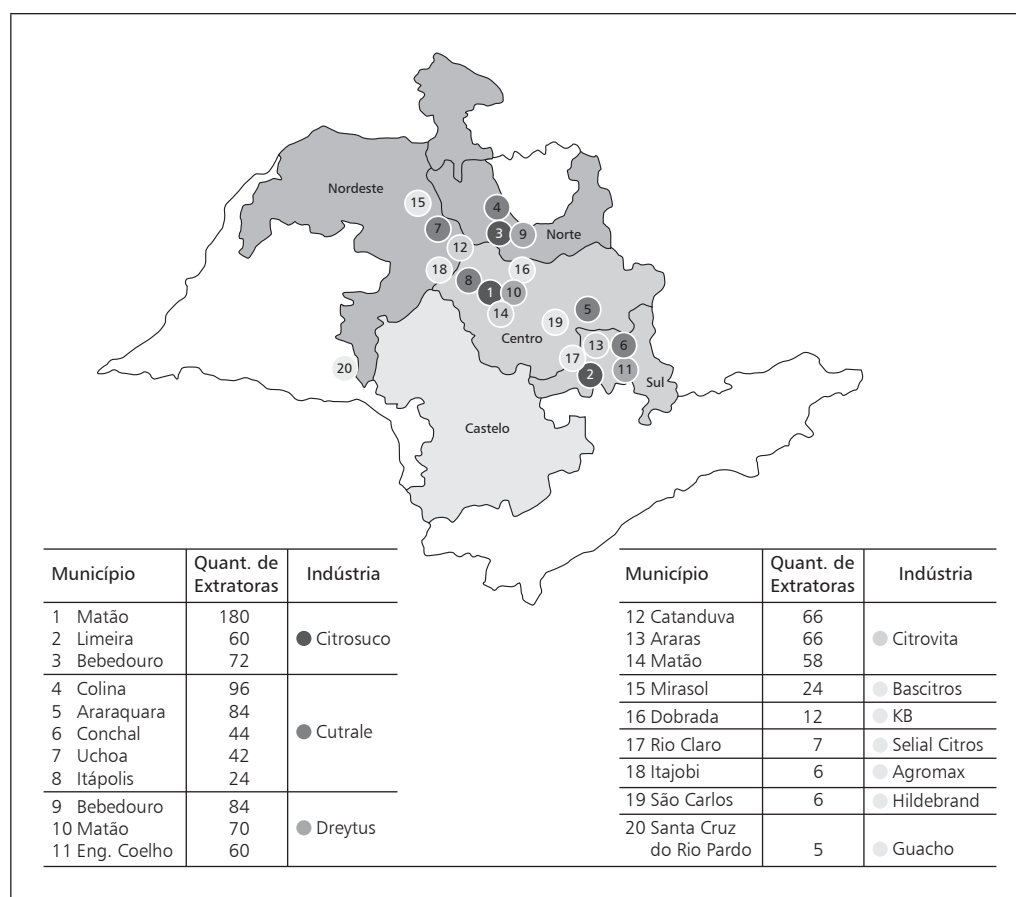 Nordeste
15
4
7
3
9
Norte
12
18
16
8
1
10
5
14
19
Centro
13
6
17
2
11
20
Sul
Castelo
Município Quant. de Extratoras Indústria
1 Matão 180
2 Limeira 60 Citrosuco
3 Bebedouro 72
4 Colina 96
5 Araraquara 84
6 Conchal 44 Cutrale
7 Uchoa 42
8 Itápolis 24
9 Bebedouro 84
10 Matão 70 Dreytus
11 Eng. Coelho 60
Município Quant. de Extratoras Indústria
12 Catanduva 66
13 Araras 66 Citrovita
14 Matão 58
15 Mirasol 24 Bascitros
16 Dobrada 12 KB
17 Rio Claro 7 Selial Citros
18 Itajobi 6 Agromax
19 São Carlos 6 Hildebrand
20 Santa Cruz
do Rio Pardo 5 Guacho